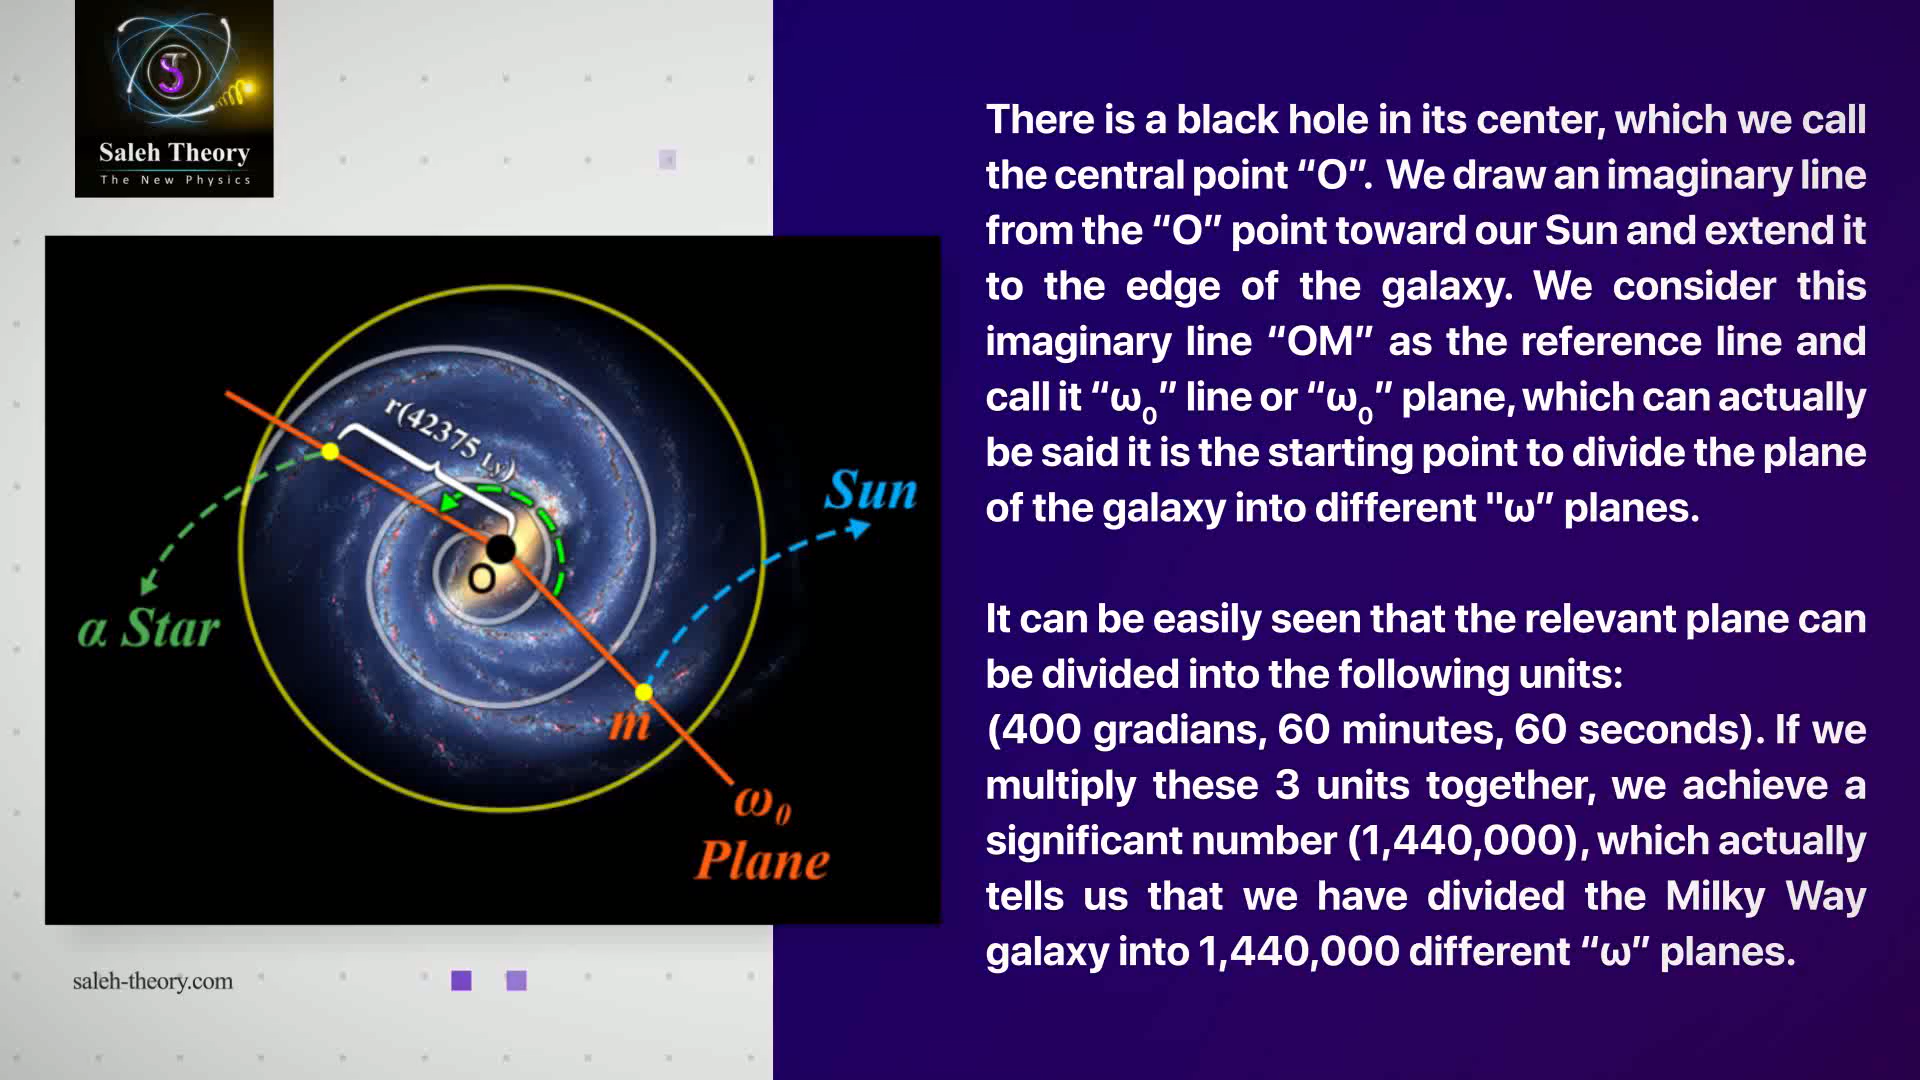 Saleh Theory
The New Physics
r(42375 Ly)
Sun
α Star
O
m
ω₀
Plane
saleh-theory.com
There is a black hole in its center, which we call
the central point “O”. We draw an imaginary line
from the “O” point toward our Sun and extend it
to the edge of the galaxy. We consider this
imaginary line “OM” as the reference line and
call it “ω₀” line or “ω₀” plane, which can actually
be said it is the starting point to divide the plane
of the galaxy into different "ω” planes.
It can be easily seen that the relevant plane can
be divided into the following units:
(400 gradians, 60 minutes, 60 seconds). If we
multiply these 3 units together, we achieve a
significant number (1,440,000), which actually
tells us that we have divided the Milky Way
galaxy into 1,440,000 different “ω” planes.